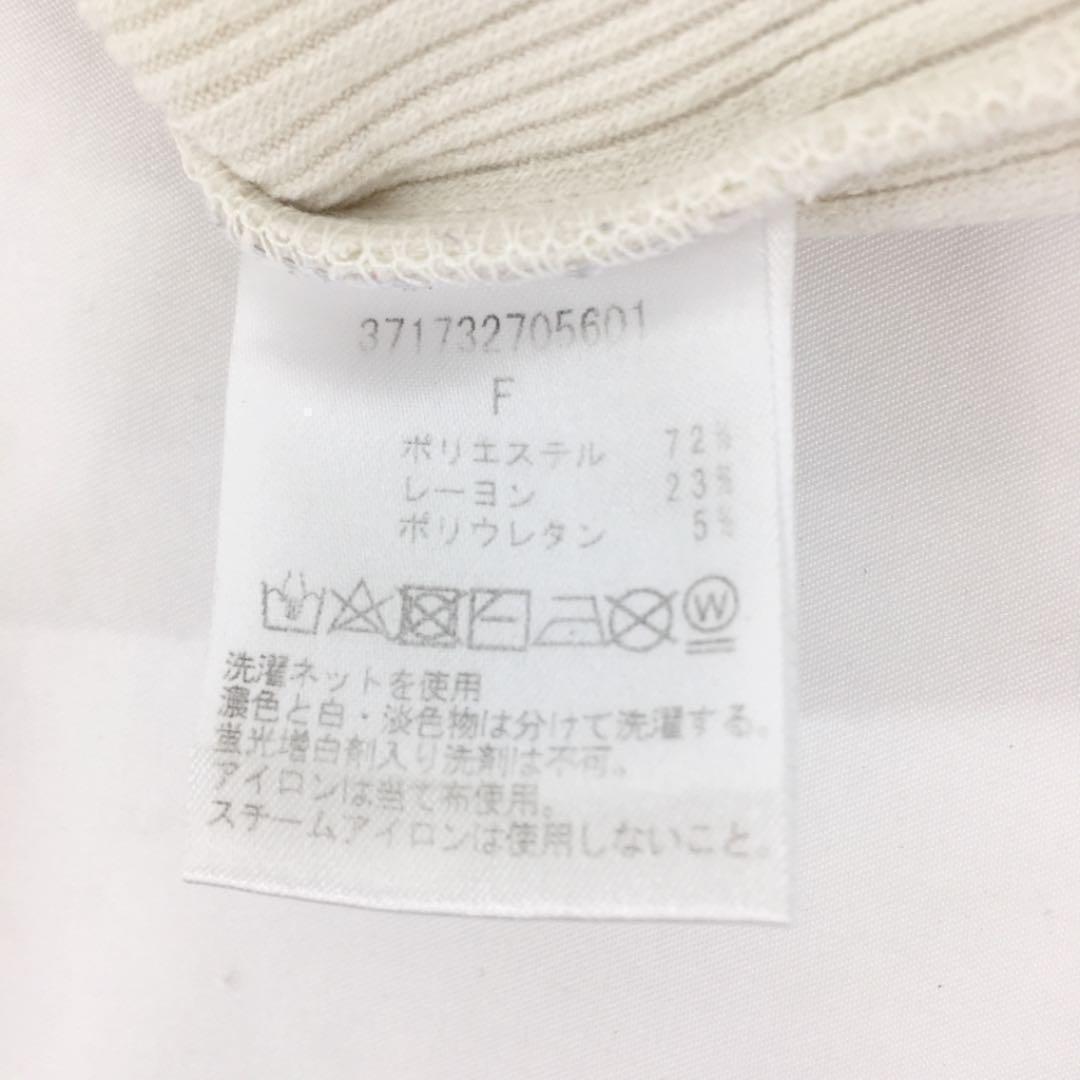 371732705601
F
ポリエステル 72%
レーヨン 23%
ポリウレタン 5%
W
洗濯ネットを使用
濃色と白・淡色物は分けて洗濯する。
蛍光増白剤入り洗剤は不可。
アイロンは当て布使用。
スチームアイロンは使用しないこと。